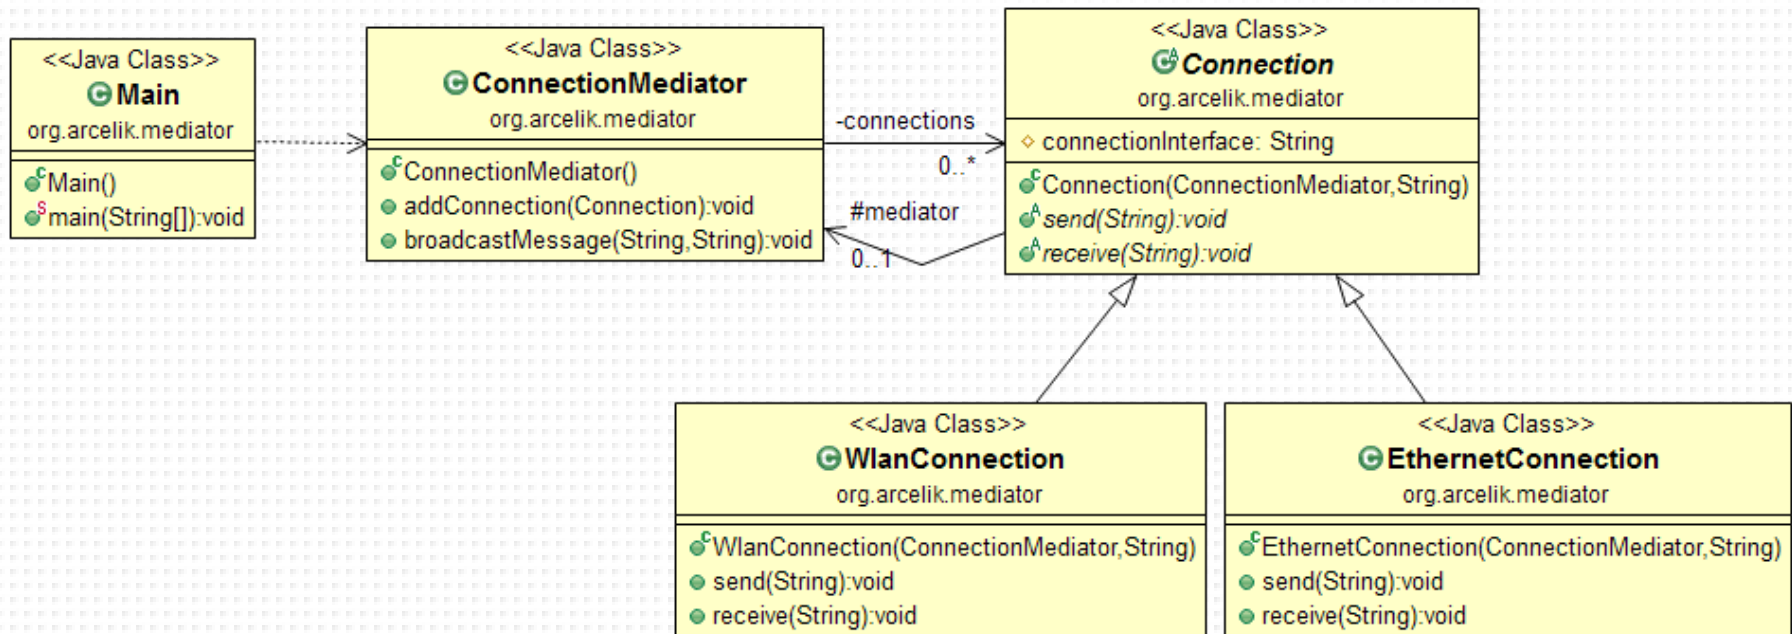 <<Java Class>>
Main
org.arcelik.mediator
Main()
main(String[]):void
<<Java Class>>
ConnectionMediator
org.arcelik.mediator
ConnectionMediator()
addConnection(Connection):void
broadcastMessage(String,String):void
-connections
0..*
#mediator
0..1
<<Java Class>>
Connection
org.arcelik.mediator
connectionInterface: String
Connection(ConnectionMediator,String)
send(String):void
receive(String):void
<<Java Class>>
WlanConnection
org.arcelik.mediator
WlanConnection(ConnectionMediator,String)
send(String):void
receive(String):void
<<Java Class>>
EthernetConnection
org.arcelik.mediator
EthernetConnection(ConnectionMediator,String)
send(String):void
receive(String):void